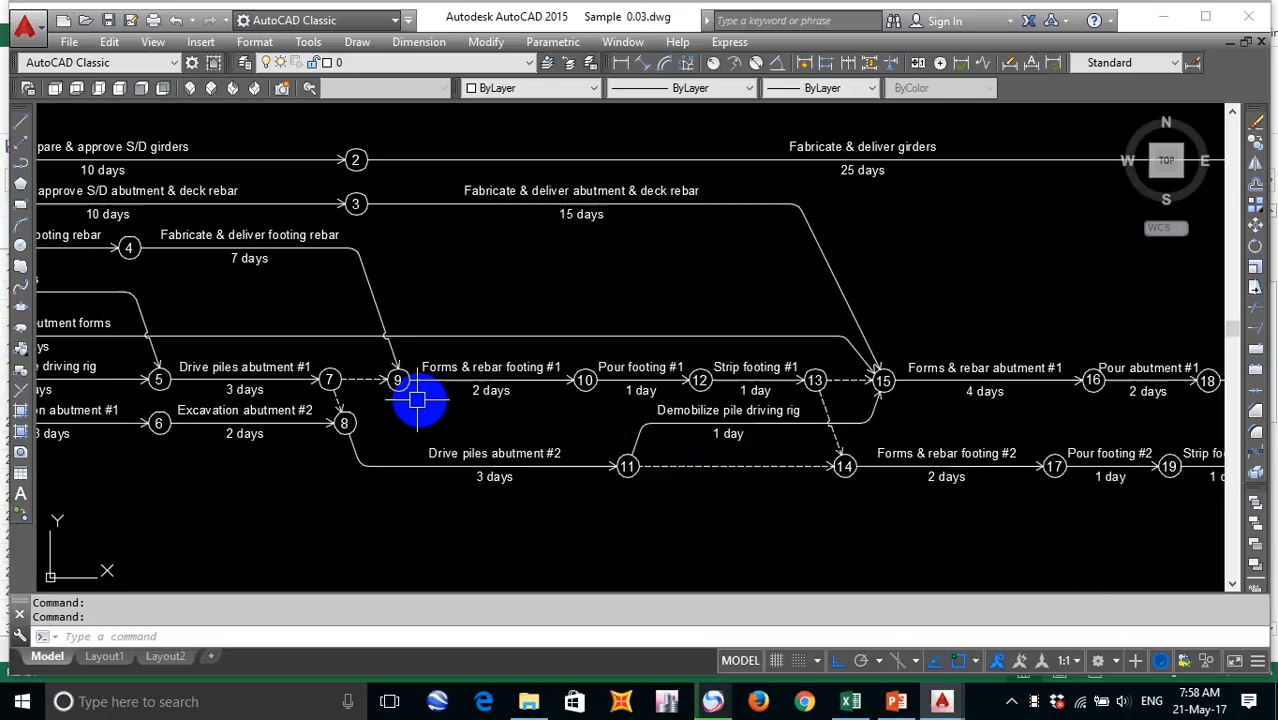 AutoCAD Classic
Autodesk AutoCAD 2015 Sample 0.03.dwg
Type a keyword or phrase
Sign In
File Edit View Insert Format Tools Draw Dimension Modify Parametric Window Help Express
AutoCAD Classic
0
Standard
ByLayer
ByLayer
ByLayer
ByColor
pare & approve S/D girders
10 days
2
Fabricate & deliver girders
25 days
approve S/D abutment & deck rebar
10 days
3
Fabricate & deliver abutment & deck rebar
15 days
ooting rebar
4
Fabricate & deliver footing rebar
7 days
s
utment forms
ys
e driving rig
ays
5
Drive piles abutment #1
3 days
7
9
Forms & rebar footing #1
2 days
10
Pour footing #1
1 day
12
Strip footing #1
1 day
13
15
Forms & rebar abutment #1
4 days
16
Pour abutment #1
2 days
18
on abutment #1
3 days
6
Excavation abutment #2
2 days
8
Demobilize pile driving rig
1 day
Drive piles abutment #2
3 days
11
14
Forms & rebar footing #2
2 days
17
Pour footing #2
1 day
19
Strip fo
1 c
N
W TOP E
S
WCS
Y
X
Command:
Command:
Type a command
Model Layout1 Layout2 +
MODEL
1:1
Type here to search
ENG
7:58 AM
21-May-17